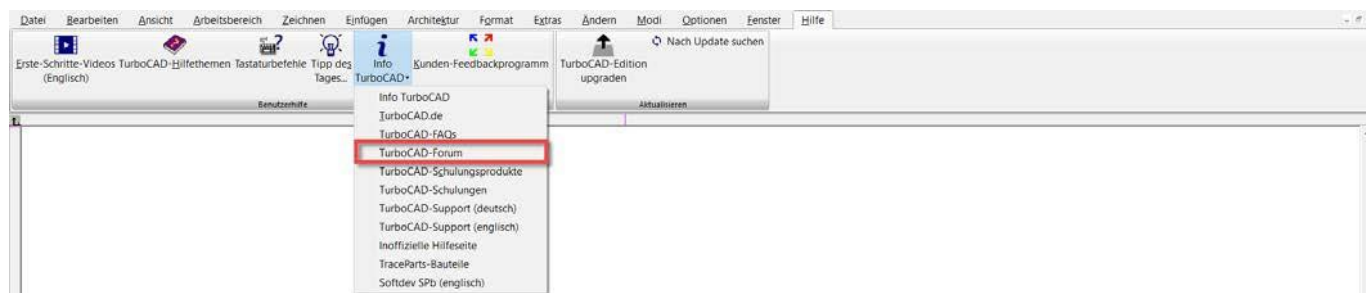 Datei Bearbeiten Ansicht Arbeitsbereich Zeichnen Einfügen Architektur Format Extras Ändern Modi Optionen Fenster Hilfe
Erste-Schritte-Videos (Englisch)
TurboCAD-Hilfethemen
Tastaturbefehle
Tipp des Tages...
Info TurboCAD
Kunden-Feedbackprogramm
Benutzerhilfe
TurboCAD-Edition upgraden
Nach Update suchen
Aktualisieren
Info TurboCAD
TurboCAD.de
TurboCAD-FAQs
TurboCAD-Forum
TurboCAD-Schulungsprodukte
TurboCAD-Schulungen
TurboCAD-Support (deutsch)
TurboCAD-Support (englisch)
Inoffizielle Hilfeseite
TraceParts-Bauteile
Softdev SPb (englisch)